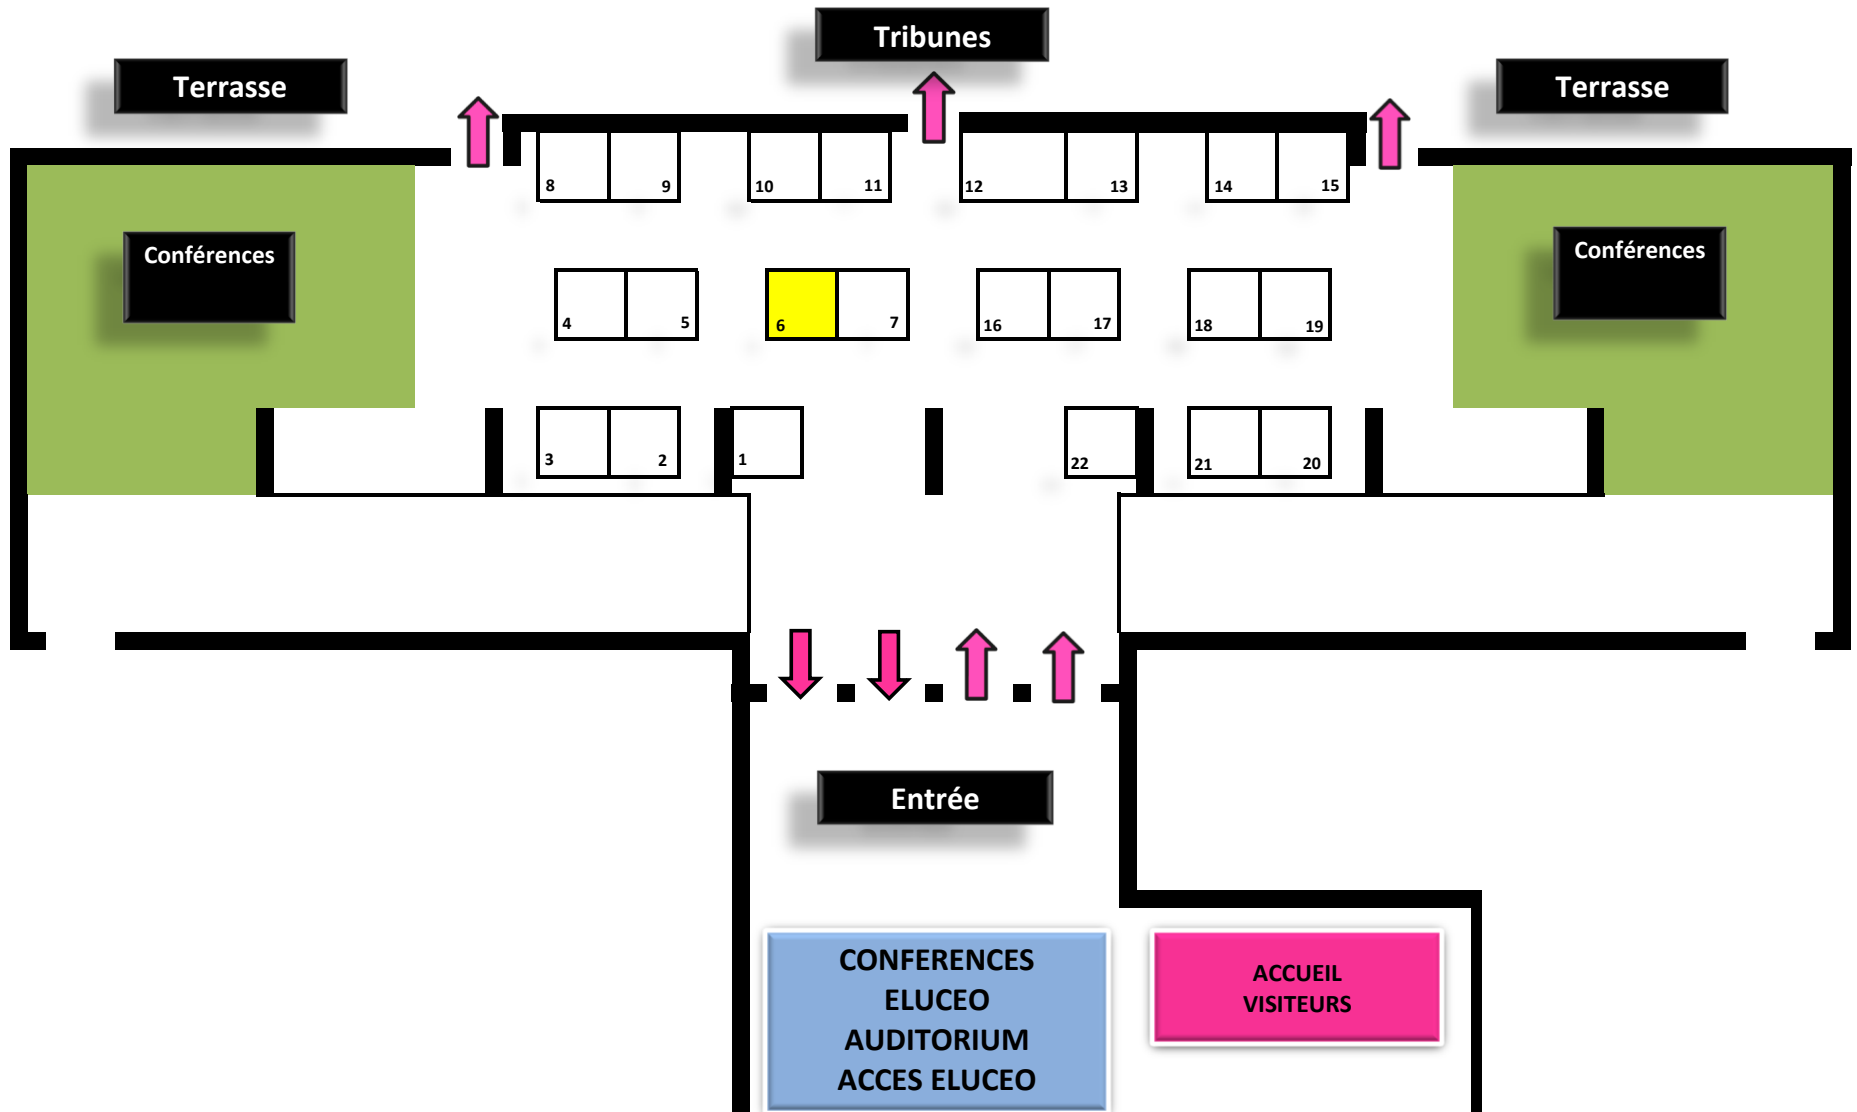 Tribunes
Terrasse
Terrasse
8 9 10 11 12 13 14 15
Conférences
Conférences
4 5 6 7 16 17 18 19
3 2 1 22 21 20
Entrée
CONFERENCES
ELUCEO
AUDITORIUM
ACCES ELUCEO
ACCUEIL
VISITEURS